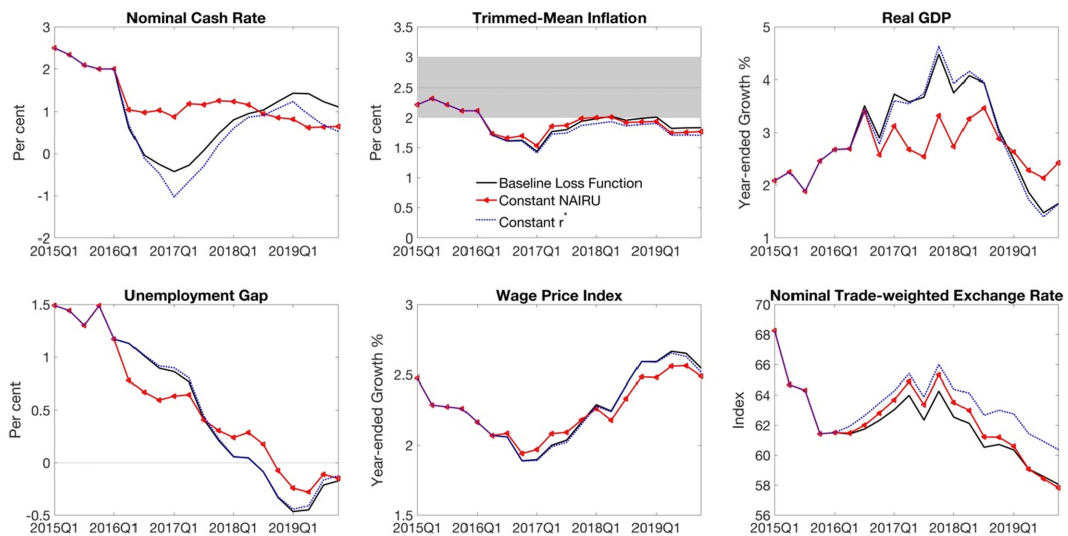 Nominal Cash Rate
Per cent
3
2
1
0
-1
-2
2015Q1 2016Q1 2017Q1 2018Q1 2019Q1
Trimmed-Mean Inflation
Per cent
3.5
3
2.5
2
1.5
1
0.5
0
Baseline Loss Function
Constant NAIRU
Constant r*
2015Q1 2016Q1 2017Q1 2018Q1 2019Q1
Real GDP
Year-ended Growth %
5
4
3
2
1
2015Q1 2016Q1 2017Q1 2018Q1 2019Q1
Unemployment Gap
Per cent
1.5
1
0.5
0
-0.5
2015Q1 2016Q1 2017Q1 2018Q1 2019Q1
Wage Price Index
Year-ended Growth %
3
2.5
2
1.5
2015Q1 2016Q1 2017Q1 2018Q1 2019Q1
Nominal Trade-weighted Exchange Rate
Index
70
68
66
64
62
60
58
56
2015Q1 2016Q1 2017Q1 2018Q1 2019Q1